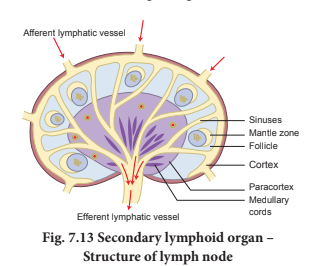 Afferent lymphatic vessel
Sinuses
Mantle zone
Follicle
Cortex
Paracortex
Medullary
cords
Efferent lymphatic vessel
Fig. 7.13 Secondary lymphoid organ –
Structure of lymph node